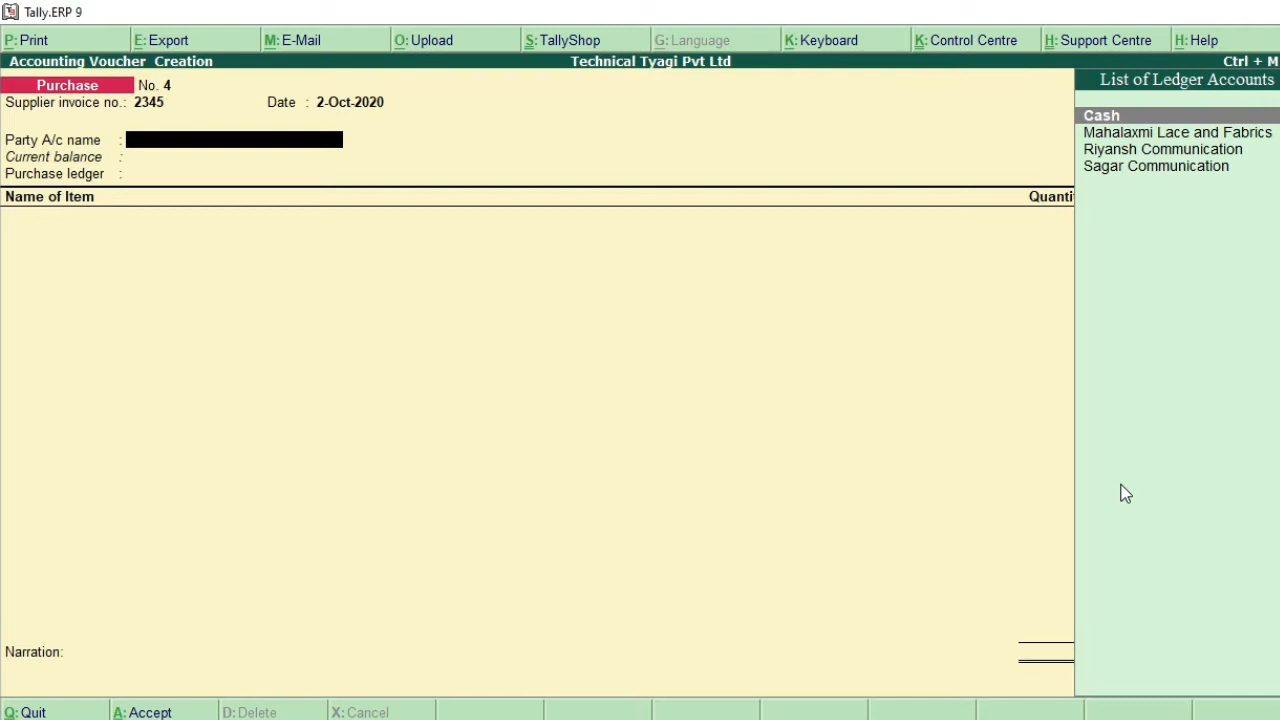 Tally.ERP 9
P: Print E: Export M: E-Mail O: Upload S: TallyShop G: Language K: Keyboard K: Control Centre H: Support Centre H: Help
Accounting Voucher Creation Technical Tyagi Pvt Ltd Ctrl + M
Purchase No. 4 List of Ledger Accounts
Supplier invoice no.: 2345 Date : 2-Oct-2020
Cash
Party A/c name : Mahalaxmi Lace and Fabrics
Current balance : Riyansh Communication
Purchase ledger : Sagar Communication
Name of Item Quanti
Narration:
Q: Quit A: Accept D: Delete X: Cancel